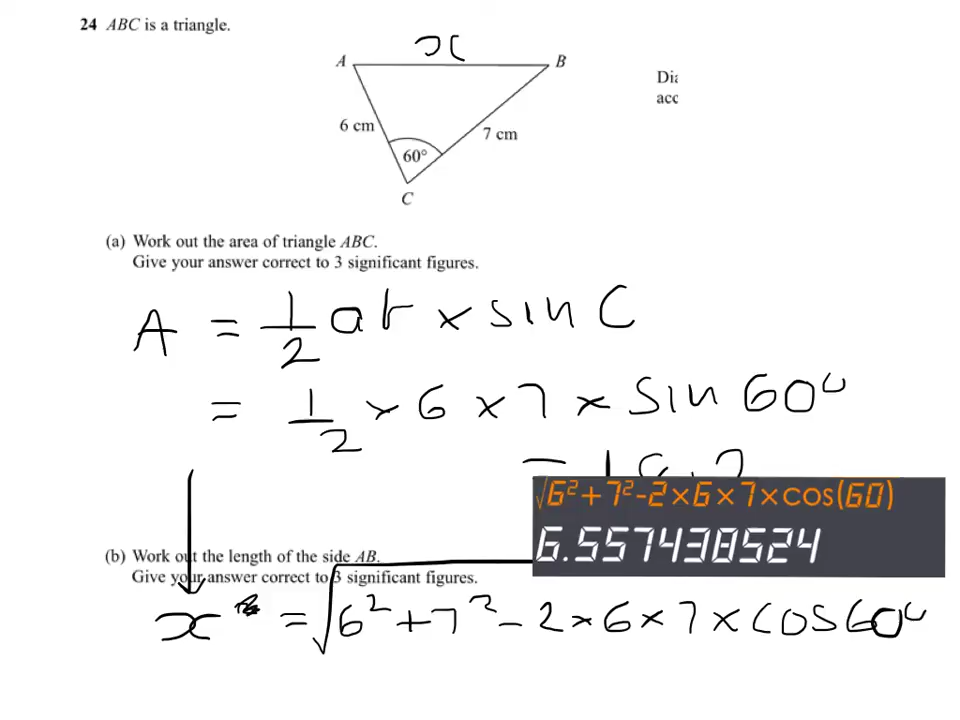 24 ABC is a triangle.
x
A
B
Dia
acc
6 cm
7 cm
60°
C
(a) Work out the area of triangle ABC.
Give your answer correct to 3 significant figures.
A = 1/2 ab × sin C
= 1/2 × 6 × 7 × sin 60°
√6²+7²-2×6×7×cos(60)
6.557438524
(b) Work out the length of the side AB.
Give your answer correct to 3 significant figures.
x = √6² + 7² - 2 × 6 × 7 × cos 60°